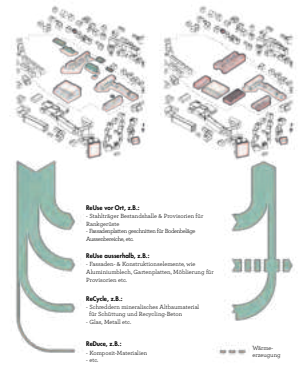 ReUse vor Ort, z.B.:
- Stahlträger Bestandshalle & Provisorien für
Rankgerüste
- Fassadenplatten geschnitten für Bodenbeläge
Aussenbereiche, etc.
ReUse ausserhalb, z.B.:
- Fassaden- & Konstruktionselemente, wie
Aluminiumblech, Gartenplatten, Möblierung für
Provisorien etc.
ReCycle, z.B.:
- Schreddern mineralisches Altbaumaterial
für Schüttung und Recycling-Beton
- Glas, Metall etc.
ReDuce, z.B.:
- Komposit-Materialien
- etc.
Wärme-
erzeugung